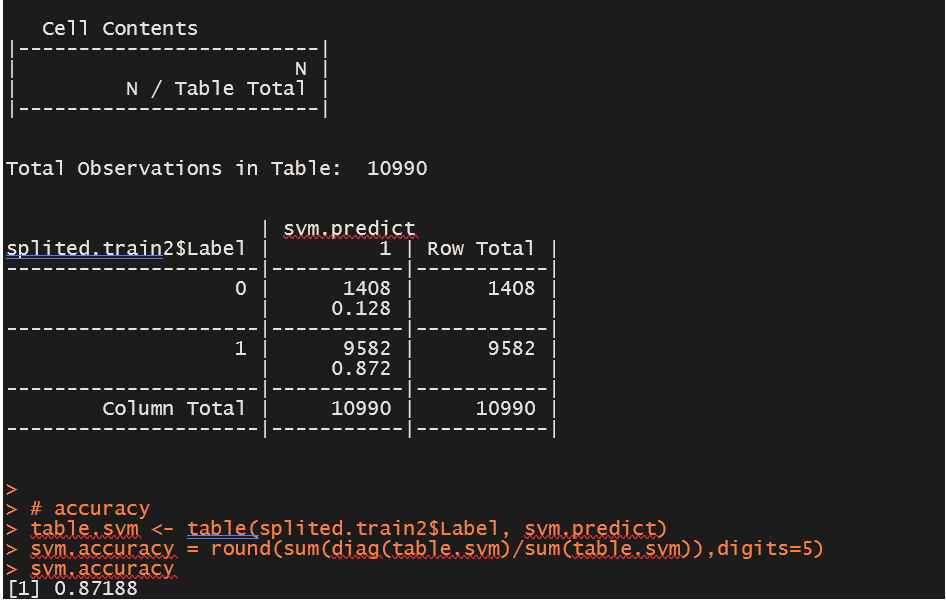 Cell Contents
|-------------------------|
|                       N |
|         N / Table Total |
|-------------------------|
Total Observations in Table:  10990
                     | svm.predict
splited.train2$Label |         1 | Row Total |
---------------------|-----------|-----------|
                   0 |      1408 |      1408 |
                     |     0.128 |           |
---------------------|-----------|-----------|
                   1 |      9582 |      9582 |
                     |     0.872 |           |
---------------------|-----------|-----------|
        Column Total |     10990 |     10990 |
---------------------|-----------|-----------|
>
> # accuracy
> table.svm <- table(splited.train2$Label, svm.predict)
> svm.accuracy = round(sum(diag(table.svm)/sum(table.svm)),digits=5)
> svm.accuracy
[1] 0.87188